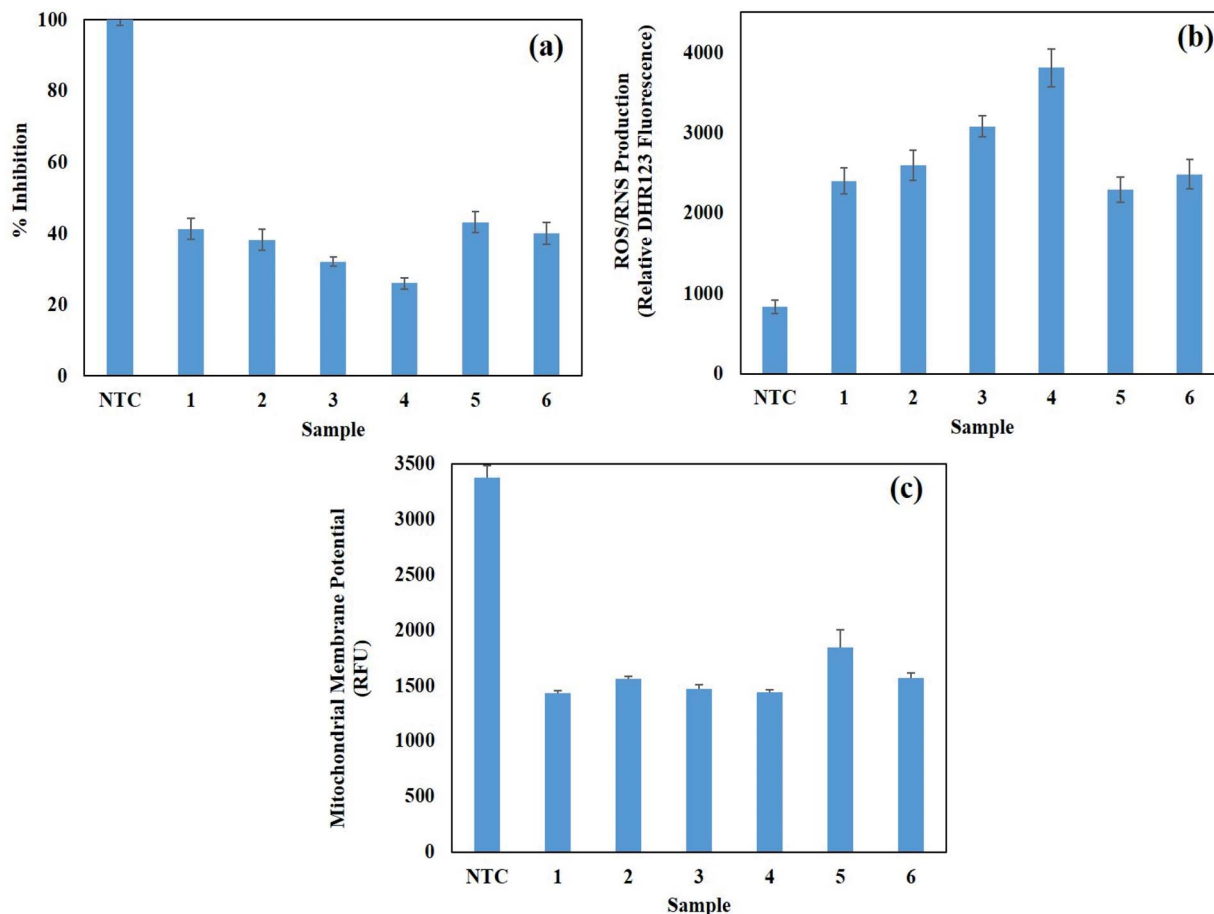 (a)
% Inhibition
100
80
60
40
20
0
NTC 1 2 3 4 5 6
Sample
(b)
ROS/RNS Production
(Relative DHR123 Fluorescence)
4000
3000
2000
1000
0
NTC 1 2 3 4 5 6
Sample
(c)
Mitochondrial Membrane Potential
(RFU)
3500
3000
2500
2000
1500
1000
500
0
NTC 1 2 3 4 5 6
Sample